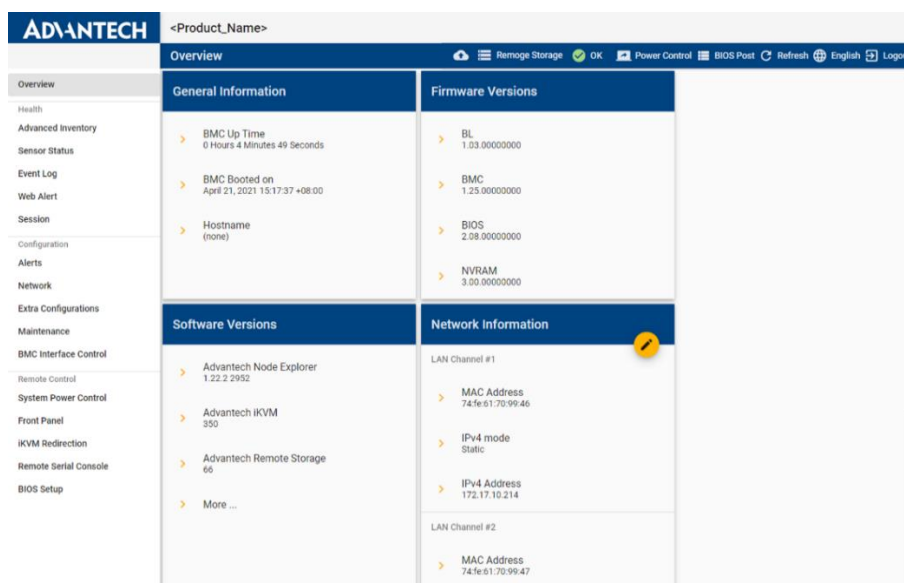 ADVANTECH
<Product_Name>
Overview
Remoge Storage
OK
Power Control
BIOS Post
Refresh
English
Logou
Overview
Health
Advanced Inventory
Sensor Status
Event Log
Web Alert
Session
Configuration
Alerts
Network
Extra Configurations
Maintenance
BMC Interface Control
Remote Control
System Power Control
Front Panel
iKVM Redirection
Remote Serial Console
BIOS Setup
General Information
BMC Up Time
0 Hours 4 Minutes 49 Seconds
BMC Booted on
April 21, 2021 15:17:37 +08:00
Hostname
(none)
Firmware Versions
BL
1.03.00000000
BMC
1.25.00000000
BIOS
2.08.00000000
NVRAM
3.00.00000000
Software Versions
Advantech Node Explorer
1.22.2 2952
Advantech iKVM
350
Advantech Remote Storage
66
More ...
Network Information
LAN Channel #1
MAC Address
74:fe:61:70:99:46
IPv4 mode
Static
IPv4 Address
172.17.10.214
LAN Channel #2
MAC Address
74:fe:61:70:99:47